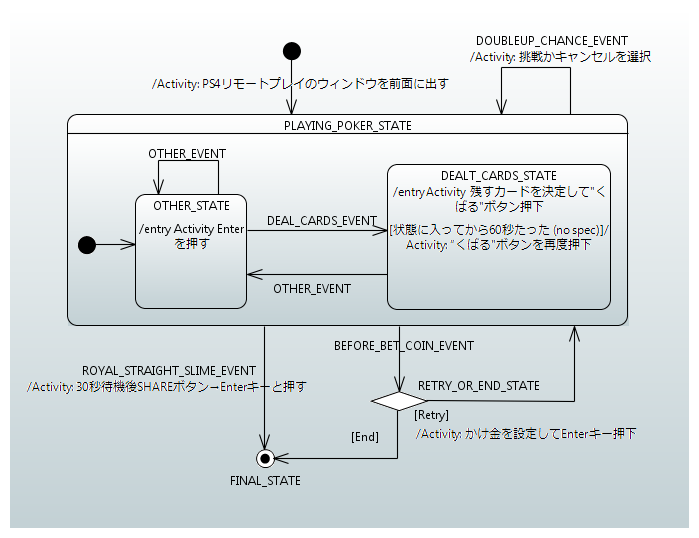 DOUBLEUP_CHANCE_EVENT
/Activity: 挑戦かキャンセルを選択
/Activity: PS4リモートプレイのウィンドウを前面に出す
PLAYING_POKER_STATE
OTHER_EVENT
OTHER_STATE
/entry Activity Enter
を押す
DEAL_CARDS_EVENT
DEALT_CARDS_STATE
/entryActivity 残すカードを決定して"く
ばる"ボタン押下
[状態に入ってから60秒たった (no spec)]/
Activity: "くばる"ボタンを再度押下
OTHER_EVENT
BEFORE_BET_COIN_EVENT
ROYAL_STRAIGHT_SLIME_EVENT
/Activity: 30秒待機後SHAREボタン→Enterキーと押す
RETRY_OR_END_STATE
[Retry]
/Activity: かけ金を設定してEnterキー押下
[End]
FINAL_STATE